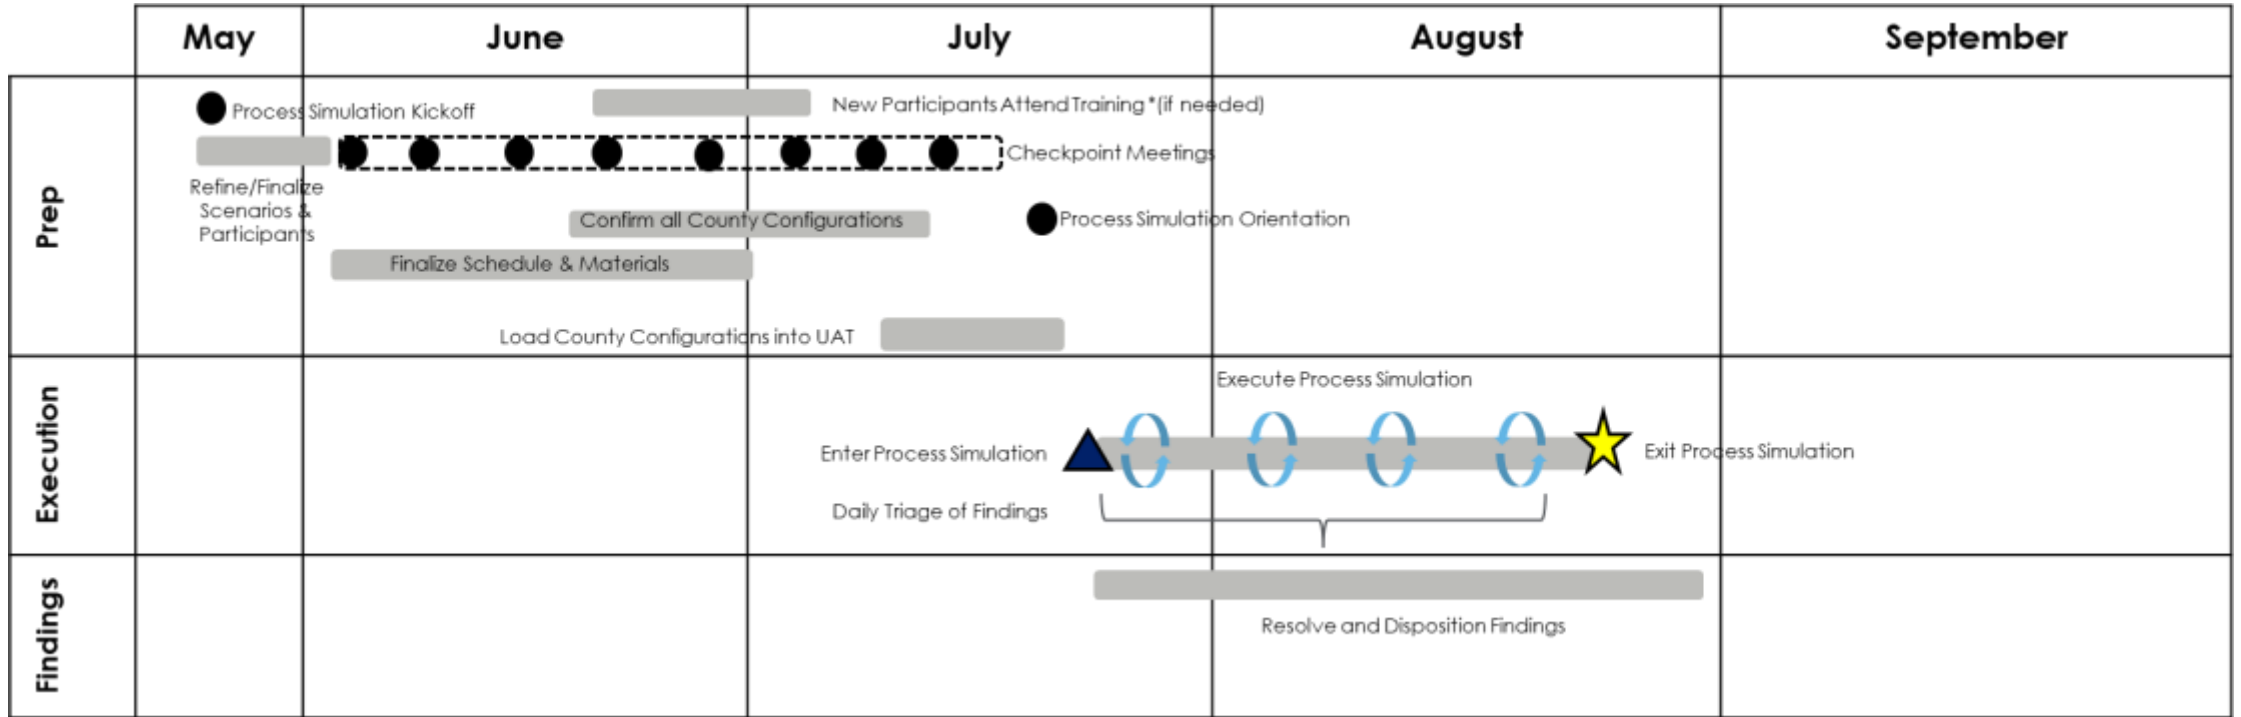 May
June
July
August
September
Prep
Process Simulation Kickoff
New Participants Attend Training *(if needed)
Checkpoint Meetings
Refine/Finalize
Scenarios &
Participants
Confirm all County Configurations
Process Simulation Orientation
Finalize Schedule & Materials
Load County Configurations into UAT
Execution
Execute Process Simulation
Enter Process Simulation
Exit Process Simulation
Daily Triage of Findings
Findings
Resolve and Disposition Findings